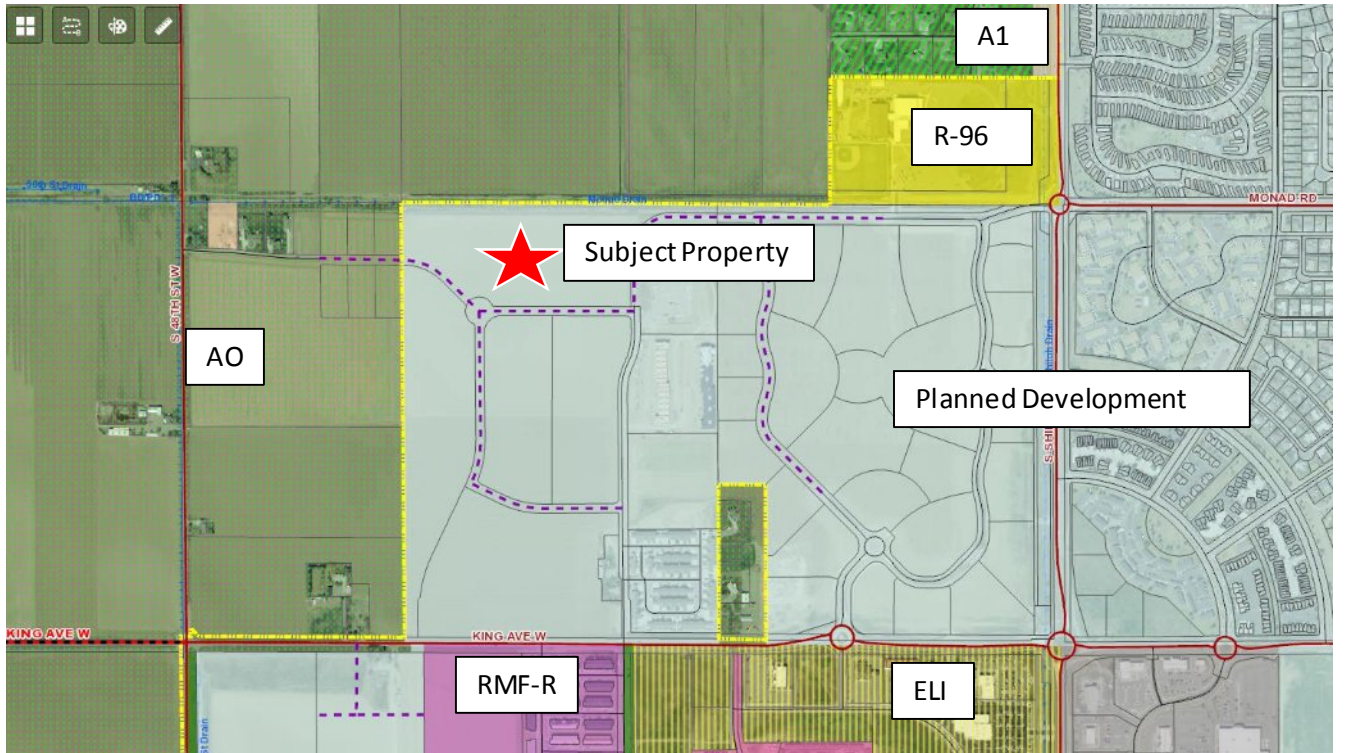 A1
R-96
MONAD RD
Subject Property
S 48TH ST W
AO
Planned Development
KING AVE W
KING AVE W
RMF-R
ELI